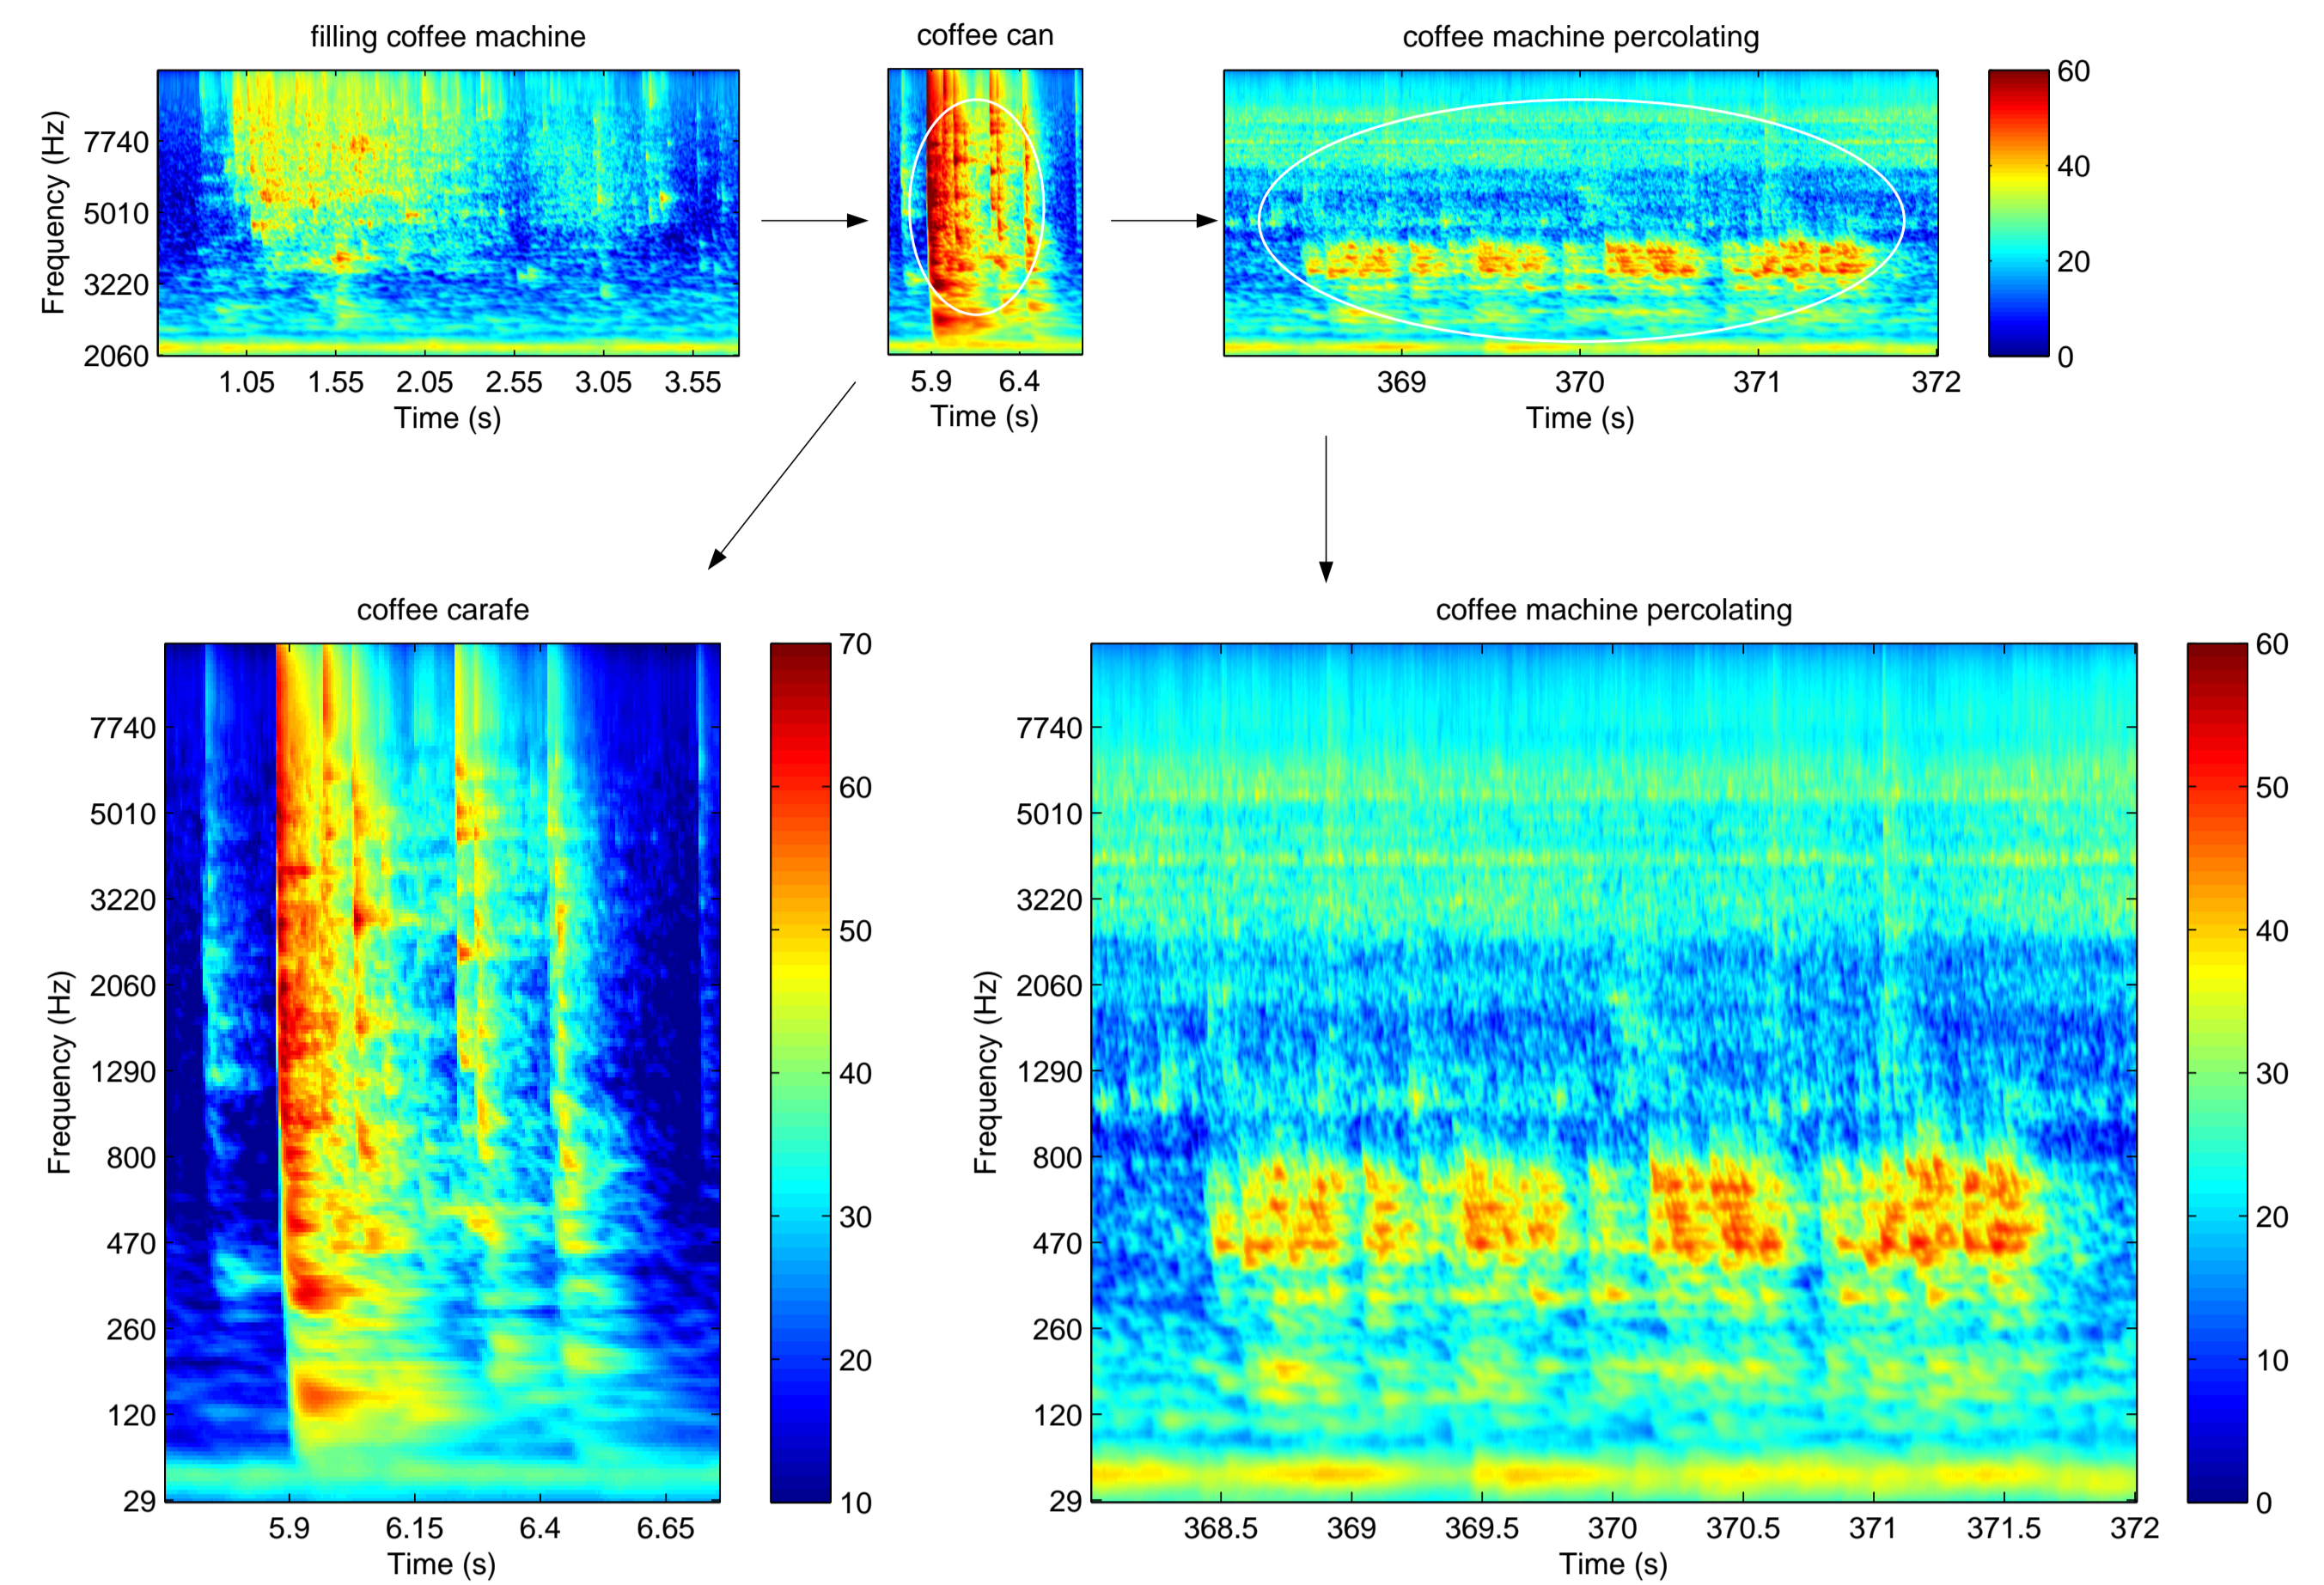 filling coffee machine
coffee can
coffee machine percolating
Frequency (Hz)
7740
5010
3220
2060
1.05 1.55 2.05 2.55 3.05 3.55
Time (s)
5.9 6.4
Time (s)
369 370 371 372
Time (s)
60
40
20
0
coffee carafe
Frequency (Hz)
7740
5010
3220
2060
1290
800
470
260
120
29
5.9 6.15 6.4 6.65
Time (s)
70
60
50
40
30
20
10
coffee machine percolating
Frequency (Hz)
7740
5010
3220
2060
1290
800
470
260
120
29
368.5 369 369.5 370 370.5 371 371.5 372
Time (s)
60
50
40
30
20
10
0